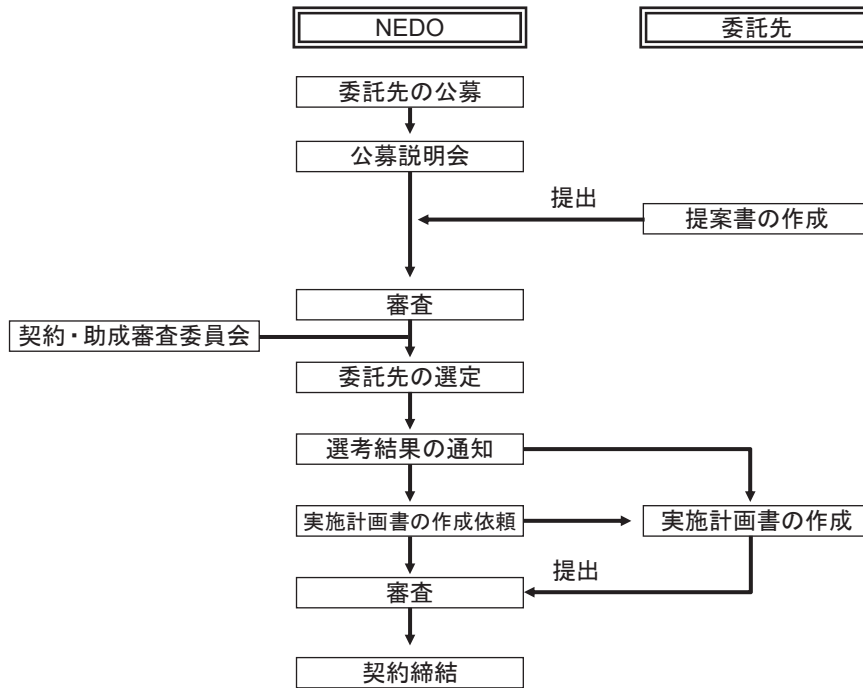 NEDO
委託先
委託先の公募
公募説明会
提出
提案書の作成
審査
契約・助成審査委員会
委託先の選定
選考結果の通知
実施計画書の作成依頼
実施計画書の作成
提出
審査
契約締結